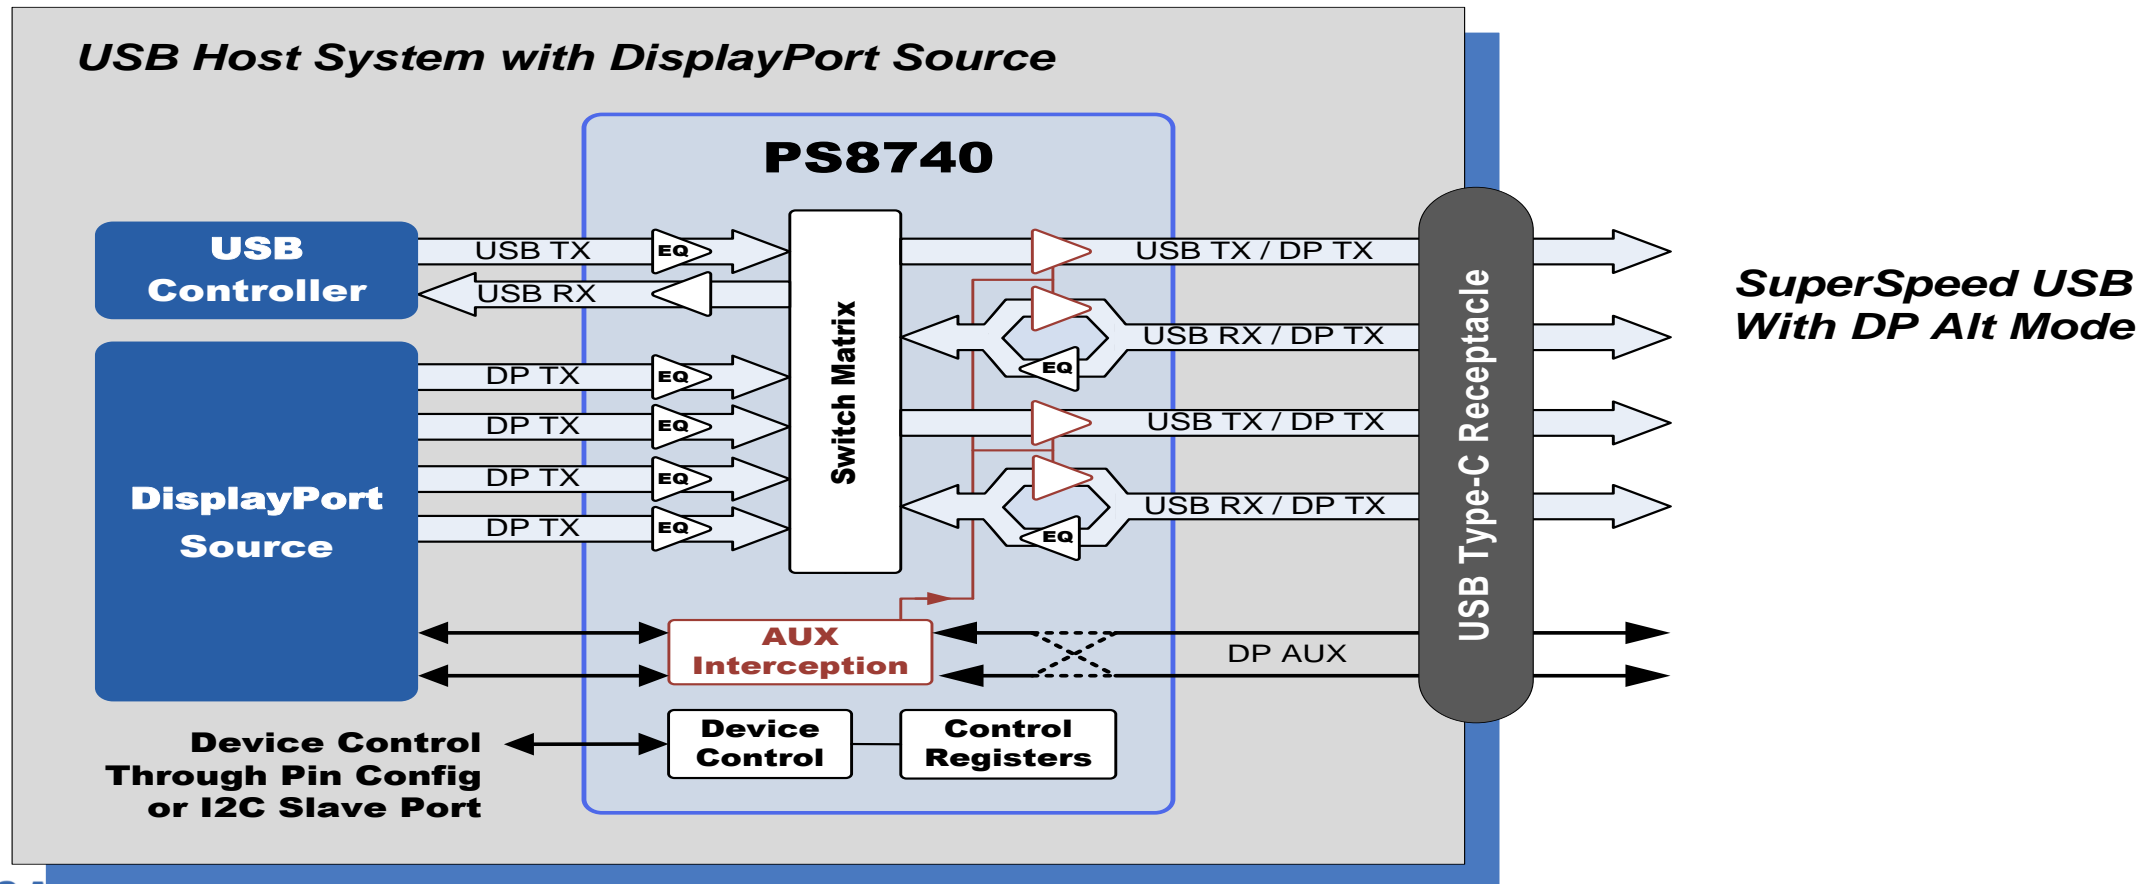 USB Host System with DisplayPort Source
PS8740
USB
Controller
USB TX
EQ
USB RX
DP TX
EQ
DP TX
EQ
DP TX
EQ
DP TX
EQ
DisplayPort
Source
Switch Matrix
USB TX / DP TX
USB RX / DP TX
EQ
USB TX / DP TX
USB RX / DP TX
EQ
USB Type-C Receptacle
SuperSpeed USB
With DP Alt Mode
AUX
Interception
DP AUX
Device Control
Through Pin Config
or I2C Slave Port
Device
Control
Control
Registers